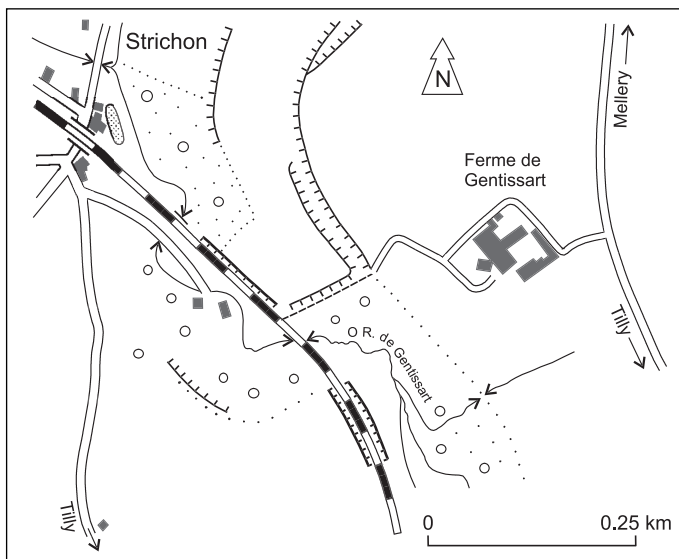 Strichon
N
Mellery
Ferme de
Gentissart
Tilly
O R. de Gentissart
Tilly
0 0.25 km